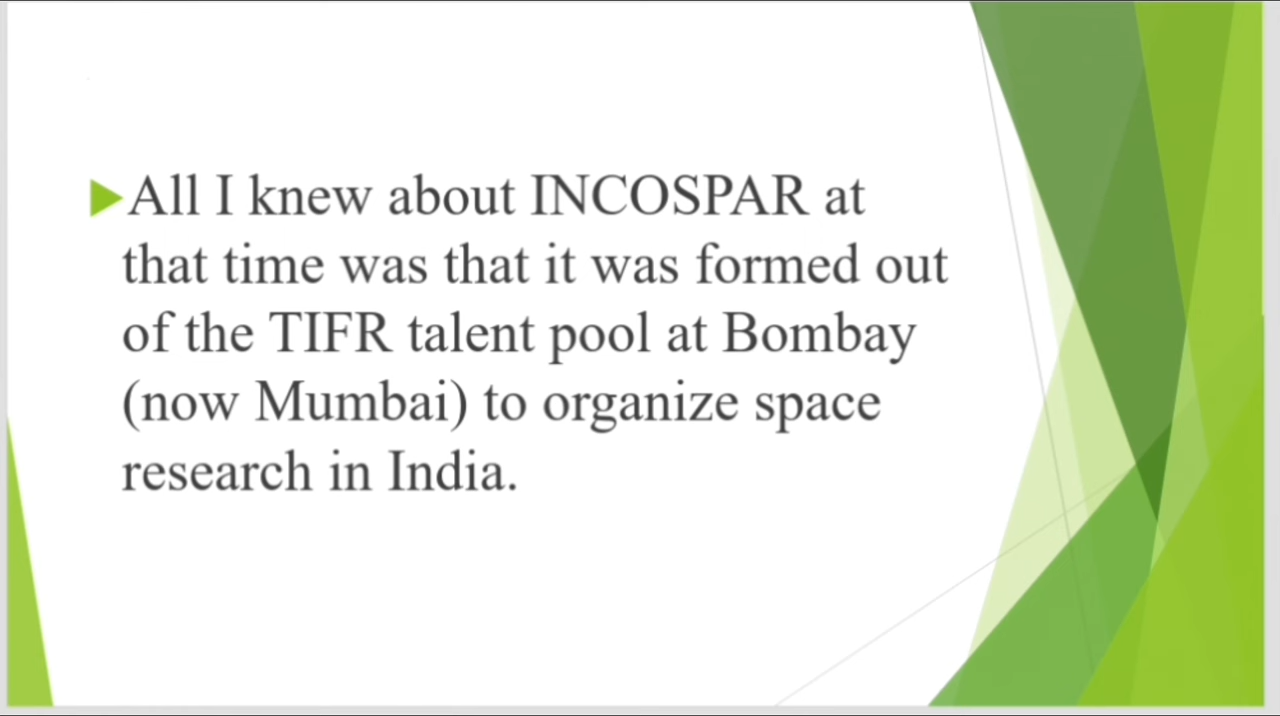 All I knew about INCOSPAR at
that time was that it was formed out
of the TIFR talent pool at Bombay
(now Mumbai) to organize space
research in India.